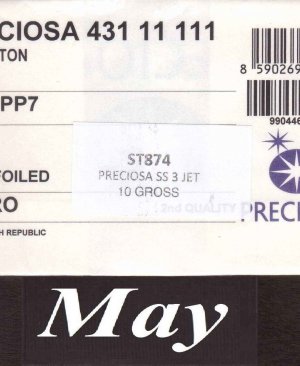 CIOSA 431 11 111
TON
8 590269
PP7
990446
ST874
PRECIOSA SS 3 JET
10 GROSS
FOILED
2nd QUALITY
PRECI
RO
H REPUBLIC
May